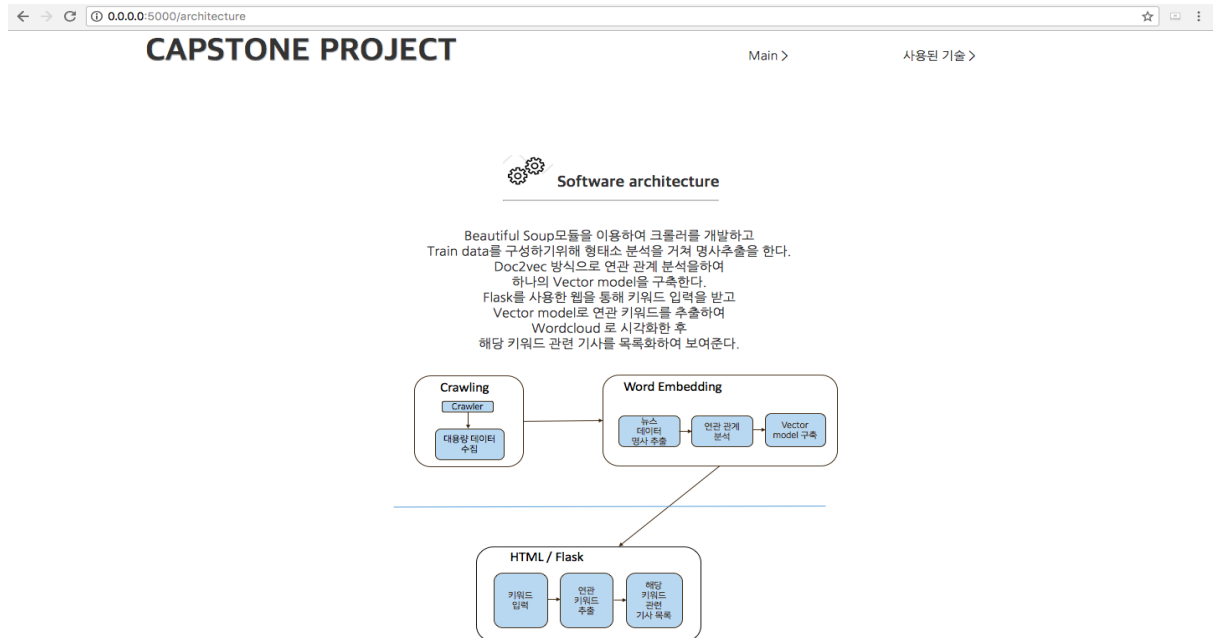 0.0.0.0:5000/architecture
CAPSTONE PROJECT
Main >
사용된 기술 >
Software architecture
Beautiful Soup모듈을 이용하여 크롤러를 개발하고
Train data를 구성하기위해 형태소 분석을 거쳐 명사추출을 한다.
Doc2vec 방식으로 연관 관계 분석을하여
하나의 Vector model을 구축한다.
Flask를 사용한 웹을 통해 키워드 입력을 받고
Vector model로 연관 키워드를 추출하여
Wordcloud 로 시각화한 후
해당 키워드 관련 기사를 목록화하여 보여준다.
Crawling
Crawler
대용량 데이터
수집
Word Embedding
뉴스
데이터
명사 추출
연관 관계
분석
Vector
model 구축
HTML / Flask
키워드
입력
연관
키워드
추출
해당
키워드
관련
기사 목록